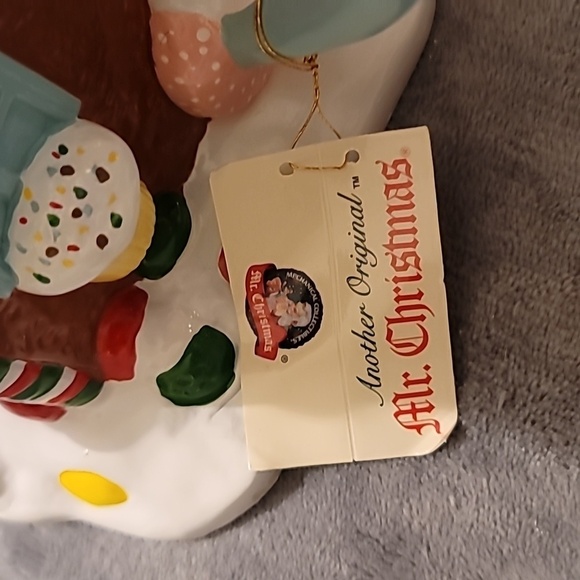 Another Original™
Mr. Christmas®
MECHANICAL COLLECTIBLES
Mr. Christmas
®